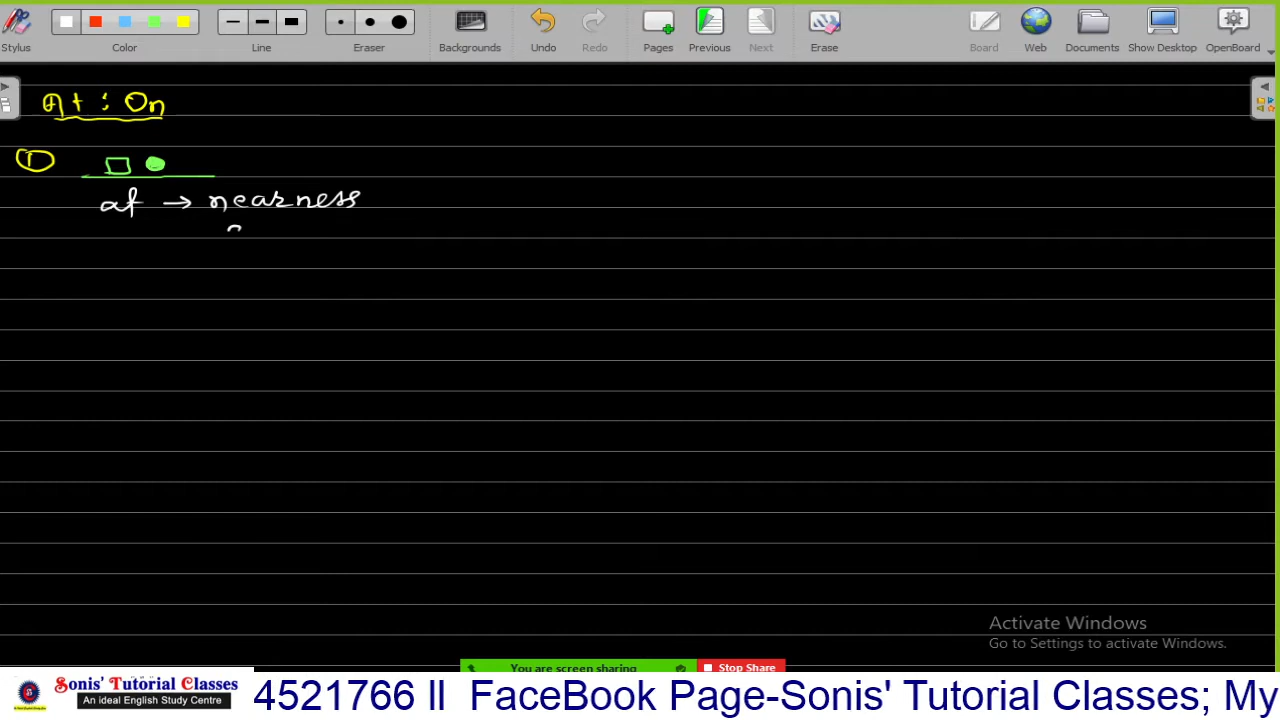 Stylus Color Line Eraser Backgrounds Undo Redo Pages Previous Next Erase Board Web Documents Show Desktop OpenBoard
At : On
①
at → nearness
Activate Windows
Go to Settings to activate Windows.
You are screen sharing Stop Share
Sonis' Tutorial Classes
An ideal English Study Centre
4521766 ll FaceBook Page-Sonis' Tutorial Classes; My